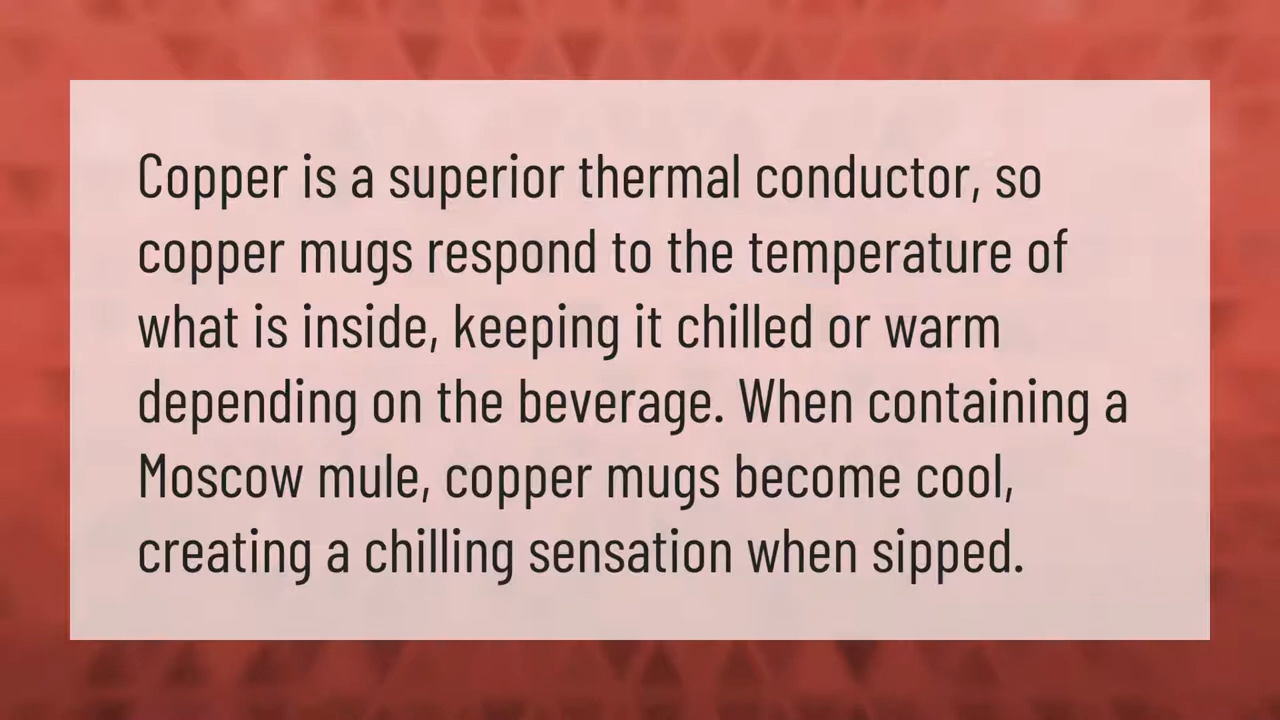 Copper is a superior thermal conductor, so
copper mugs respond to the temperature of
what is inside, keeping it chilled or warm
depending on the beverage. When containing a
Moscow mule, copper mugs become cool,
creating a chilling sensation when sipped.